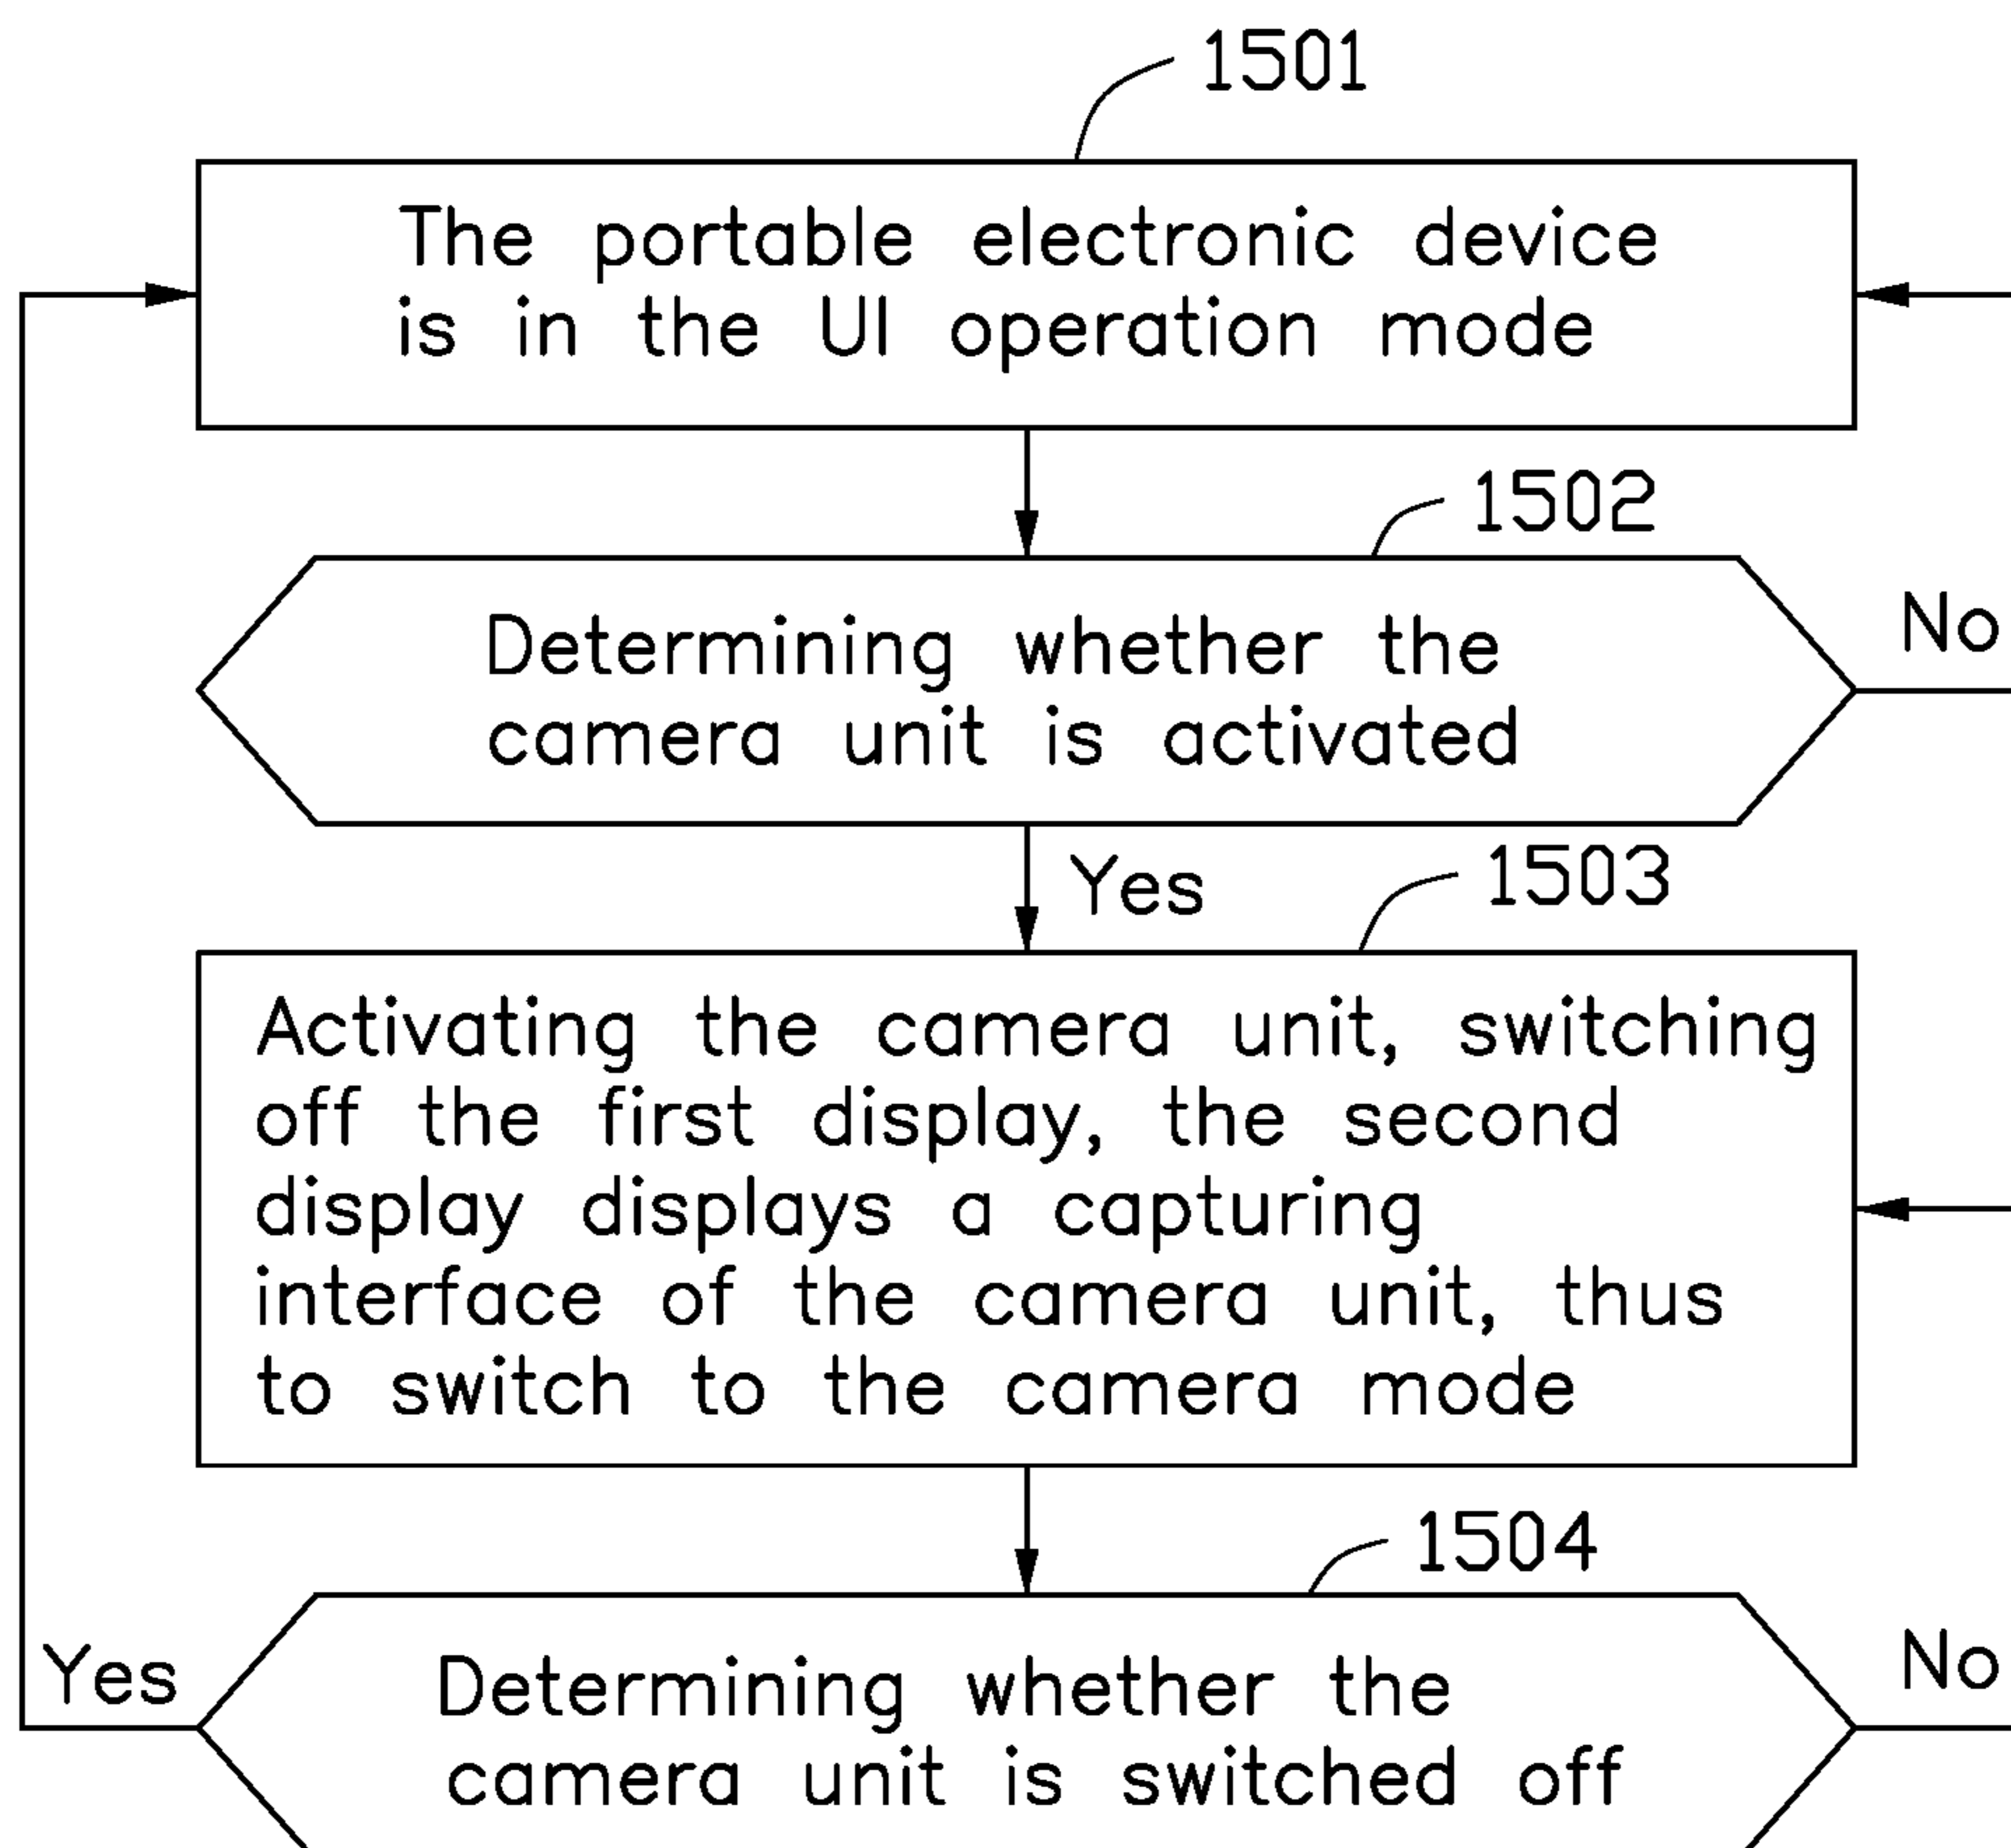 1501
The portable electronic device
is in the UI operation mode
1502
Determining whether the
camera unit is activated
No
Yes
1503
Activating the camera unit, switching
off the first display, the second
display displays a capturing
interface of the camera unit, thus
to switch to the camera mode
1504
Yes
Determining whether the
camera unit is switched off
No